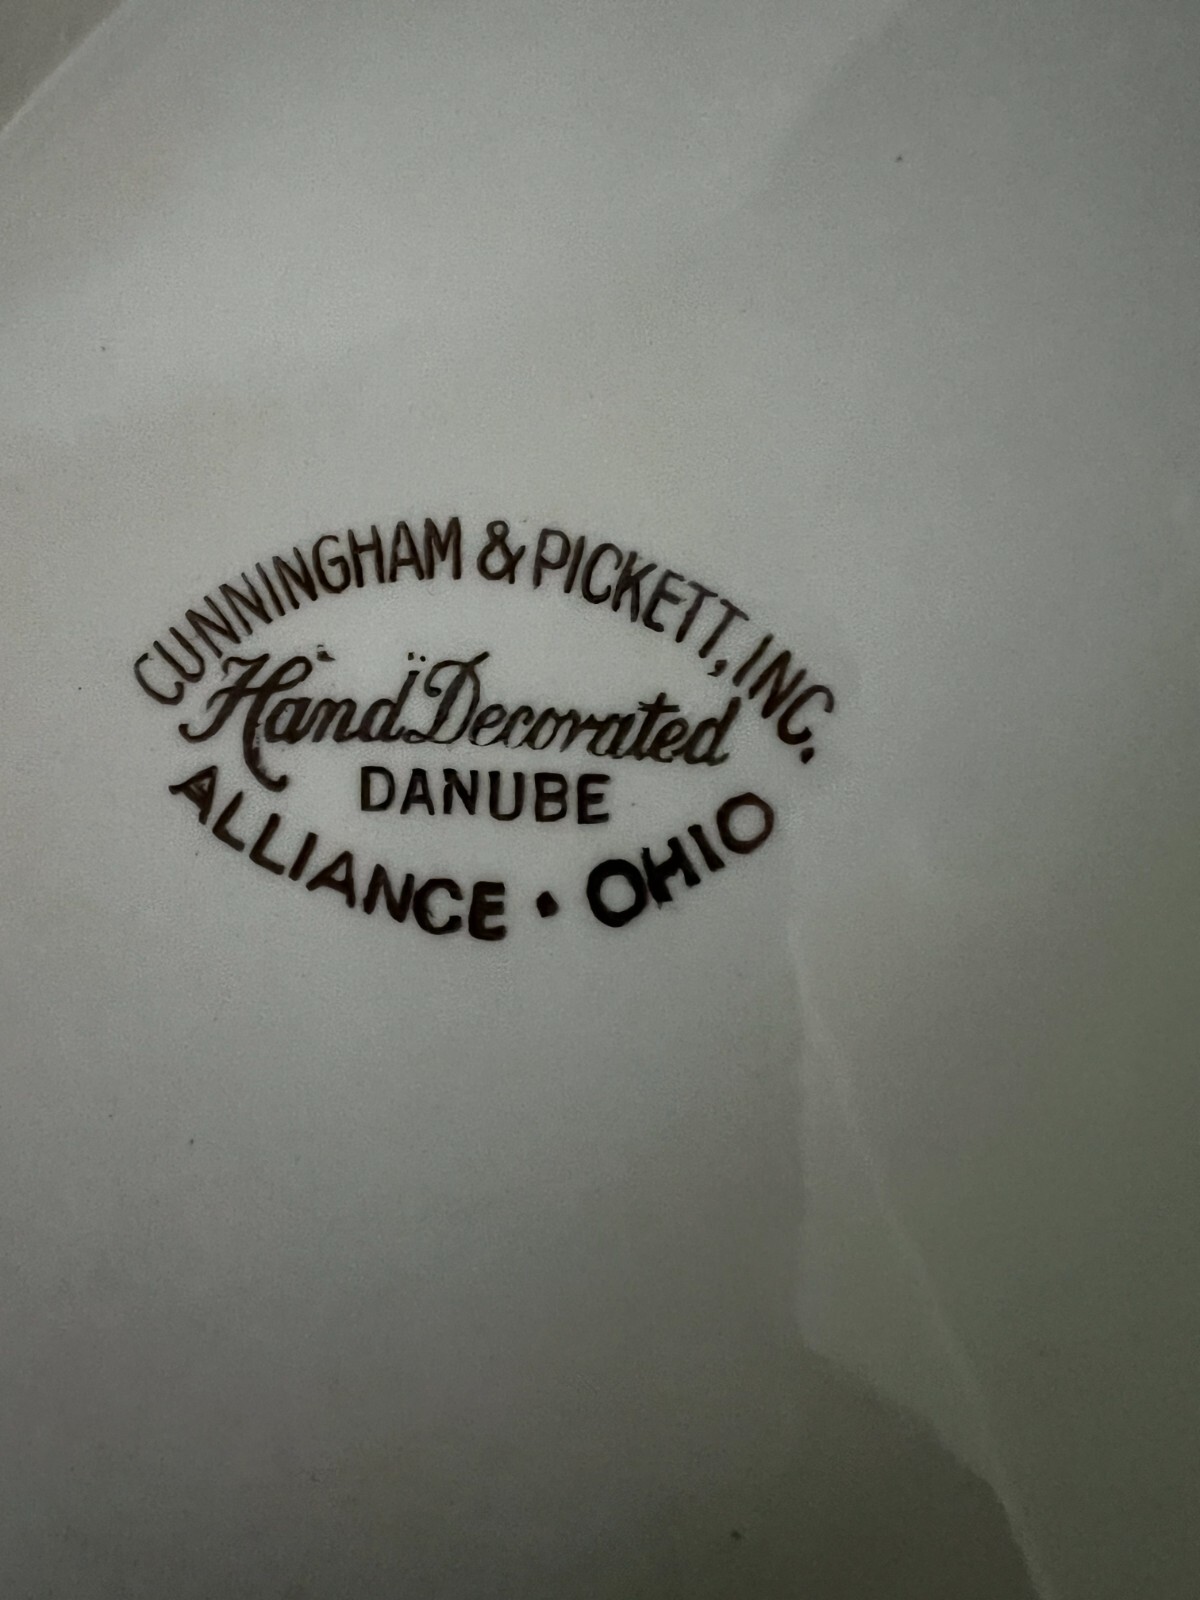 CUNNINGHAM & PICKETT, INC.
Hand Decorated
DANUBE
ALLIANCE • OHIO